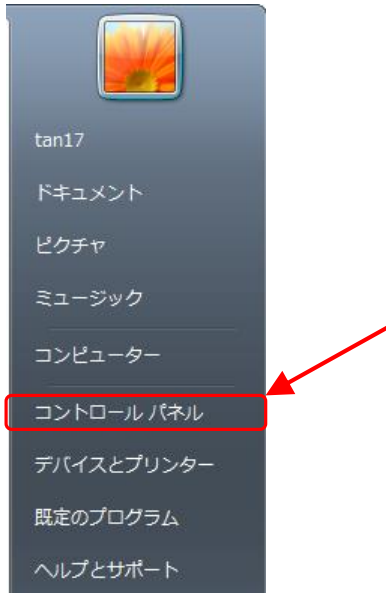 tan17
ドキュメント
ピクチャ
ミュージック
コンピューター
コントロール パネル
デバイスとプリンター
既定のプログラム
ヘルプとサポート